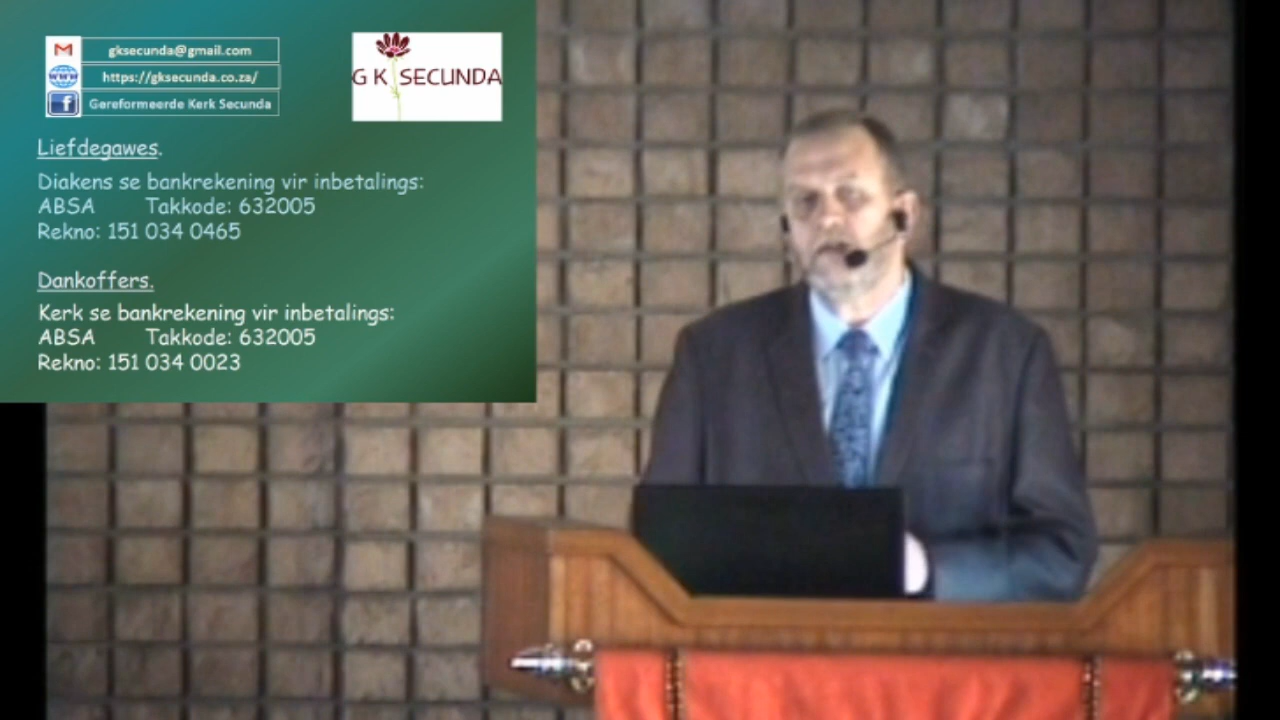 gksecunda@gmail.com
https://gksecunda.co.za/
Gereformeerde Kerk Secunda
G K SECUNDA
Liefdegawes.
Diakens se bankrekening vir inbetalings:
ABSA Takkode: 632005
Rekno: 151 034 0465
Dankoffers.
Kerk se bankrekening vir inbetalings:
ABSA Takkode: 632005
Rekno: 151 034 0023